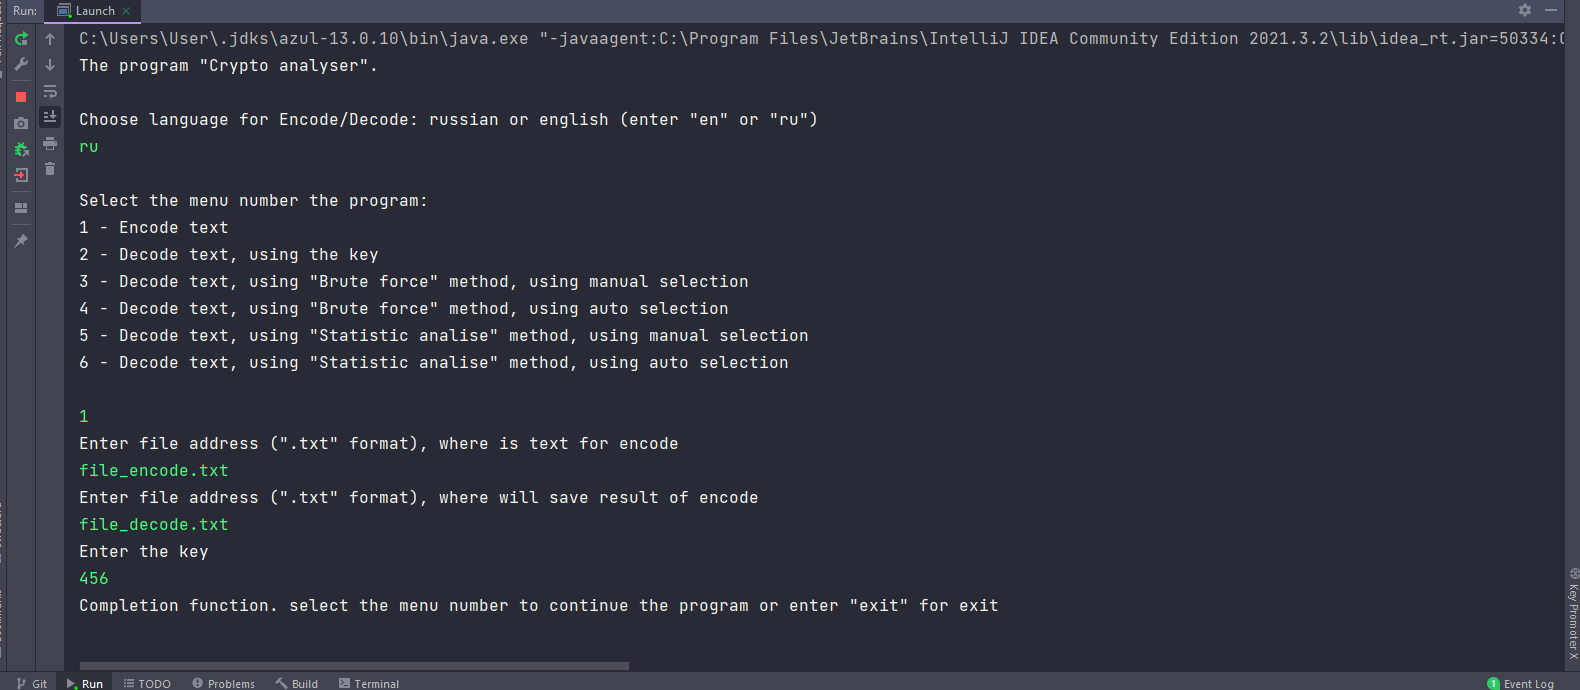 Run: Launch
C:\Users\User\.jdks\azul-13.0.10\bin\java.exe "-javaagent:C:\Program Files\JetBrains\IntelliJ IDEA Community Edition 2021.3.2\lib\idea_rt.jar=50334:C
The program "Crypto analyser".
Choose language for Encode/Decode: russian or english (enter "en" or "ru")
ru
Select the menu number the program:
1 - Encode text
2 - Decode text, using the key
3 - Decode text, using "Brute force" method, using manual selection
4 - Decode text, using "Brute force" method, using auto selection
5 - Decode text, using "Statistic analise" method, using manual selection
6 - Decode text, using "Statistic analise" method, using auto selection
1
Enter file address (".txt" format), where is text for encode
file_encode.txt
Enter file address (".txt" format), where will save result of encode
file_decode.txt
Enter the key
456
Completion function. select the menu number to continue the program or enter "exit" for exit
Key Promoter X
Git Run TODO Problems Build Terminal 1 Event Log